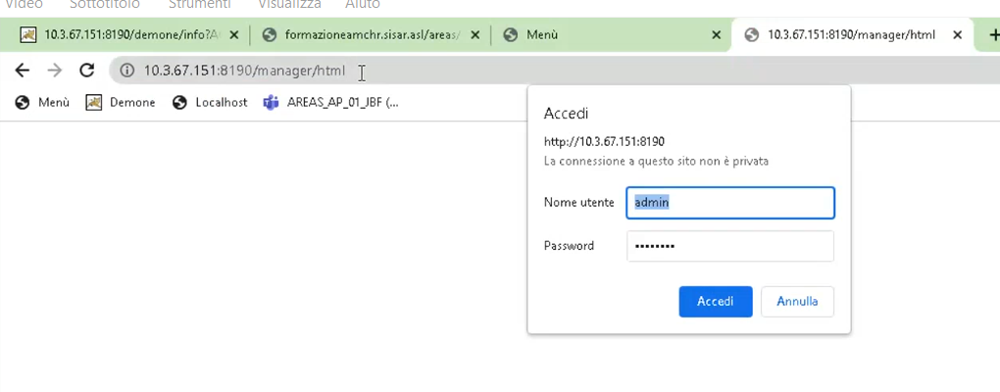 Video Sottotitolo Strumenti Visualizza Aiuto
10.3.67.151:8190/demone/info?A formazioneamchr.sisar.asl/areas/ Menù 10.3.67.151:8190/manager/html
10.3.67.151:8190/manager/html
Menù Demone Localhost AREAS_AP_01_JBF (...
Accedi
http://10.3.67.151:8190
La connessione a questo sito non è privata
Nome utente admin
Password ••••••••
Accedi Annulla